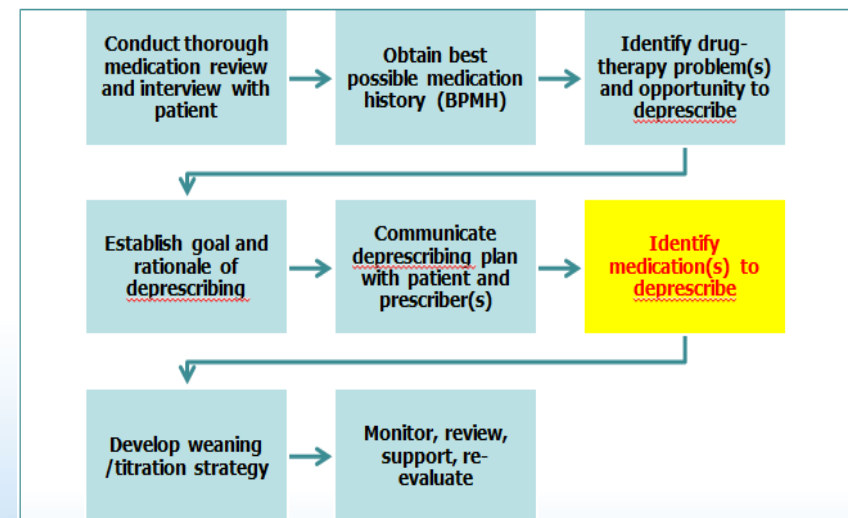 Conduct thorough
medication review
and interview with
patient
Obtain best
possible medication
history (BPMH)
Identify drug-
therapy problem(s)
and opportunity to
deprescribe
Establish goal and
rationale of
deprescribing
Communicate
deprescribing plan
with patient and
prescriber(s)
Identify
medication(s) to
deprescribe
Develop weaning
/titration strategy
Monitor, review,
support, re-
evaluate